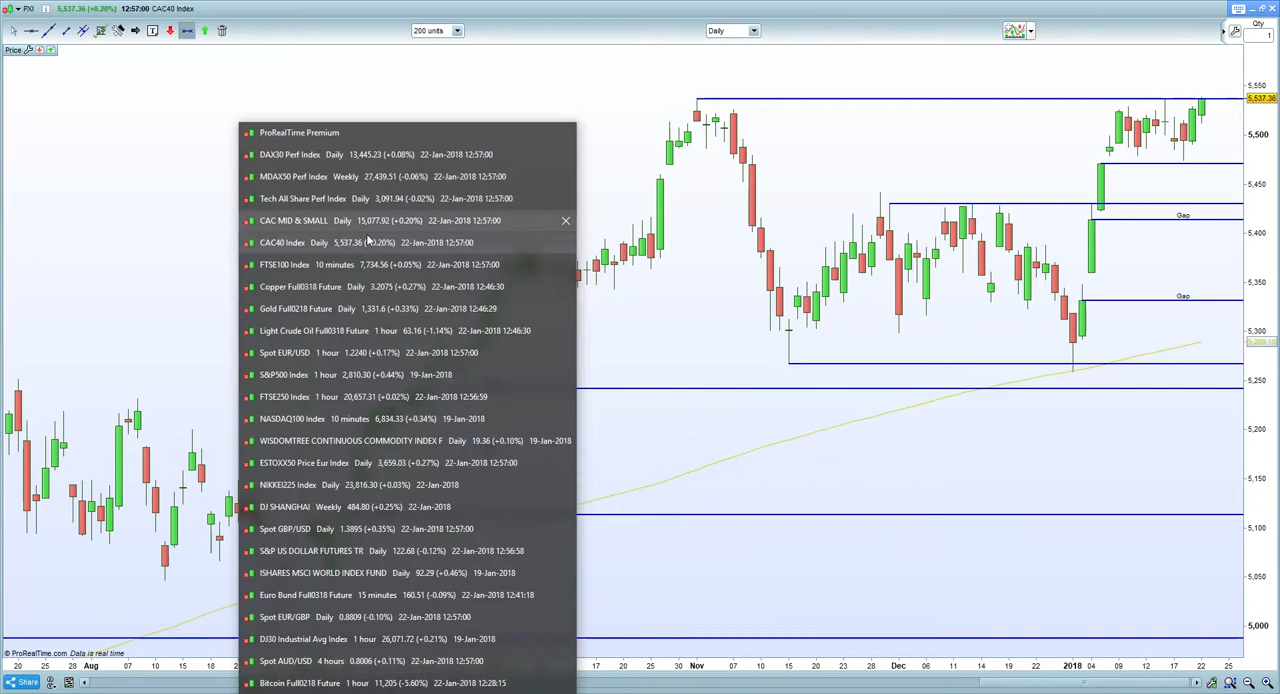 PXI 5,537.36 (+0.20%) 12:57:00 CAC40 Index
200 units
Daily
Qty
1
Price
ProRealTime Premium
DAX30 Perf Index Daily 13,445.23 (+0.08%) 22-Jan-2018 12:57:00
MDAX50 Perf Index Weekly 27,439.51 (-0.06%) 22-Jan-2018 12:57:00
Tech All Share Perf Index Daily 3,091.94 (-0.02%) 22-Jan-2018 12:57:00
CAC MID & SMALL Daily 15,077.92 (+0.20%) 22-Jan-2018 12:57:00
CAC40 Index Daily 5,537.36 (+0.20%) 22-Jan-2018 12:57:00
FTSE100 Index 10 minutes 7,734.56 (+0.05%) 22-Jan-2018 12:57:00
Copper Full0318 Future Daily 3.2075 (+0.27%) 22-Jan-2018 12:46:30
Gold Full0218 Future Daily 1,331.6 (+0.33%) 22-Jan-2018 12:46:29
Light Crude Oil Full0318 Future 1 hour 63.16 (-1.14%) 22-Jan-2018 12:46:30
Spot EUR/USD 1 hour 1.2240 (+0.17%) 22-Jan-2018 12:57:00
S&P500 Index 1 hour 2,810.30 (+0.44%) 19-Jan-2018
FTSE250 Index 1 hour 20,657.31 (+0.02%) 22-Jan-2018 12:56:59
NASDAQ100 Index 10 minutes 6,834.33 (+0.34%) 19-Jan-2018
WISDOMTREE CONTINUOUS COMMODITY INDEX F Daily 19.36 (+0.10%) 19-Jan-2018
ESTOXX50 Price Eur Index Daily 3,659.03 (+0.27%) 22-Jan-2018 12:57:00
NIKKEI225 Index Daily 23,816.30 (+0.03%) 22-Jan-2018
DJ SHANGHAI Weekly 484.80 (+0.25%) 22-Jan-2018
Spot GBP/USD Daily 1.3895 (+0.35%) 22-Jan-2018 12:57:00
S&P US DOLLAR FUTURES TR Daily 122.68 (-0.12%) 22-Jan-2018 12:56:58
ISHARES MSCI WORLD INDEX FUND Daily 92.29 (+0.46%) 19-Jan-2018
Euro Bund Full0318 Future 15 minutes 160.51 (-0.09%) 22-Jan-2018 12:41:18
Spot EUR/GBP Daily 0.8809 (-0.10%) 22-Jan-2018 12:57:00
DJ30 Industrial Avg Index 1 hour 26,071.72 (+0.21%) 19-Jan-2018
Spot AUD/USD 4 hours 0.8006 (+0.11%) 22-Jan-2018 12:57:00
Bitcoin Full0218 Future 1 hour 11,205 (-5.60%) 22-Jan-2018 12:28:15
Gap
Gap
5,550
5,537.36
5,500
5,450
5,400
5,350
5,300
5,250
5,200
5,150
5,100
5,050
5,000
© ProRealTime.com Data is real time
20 25 Aug 07 10 15 18 2 17 20 25 30 Nov 07 10 15 20 23 28 Dec 06 11 14 19 22 2018 04 09 12 17 22 25
Share